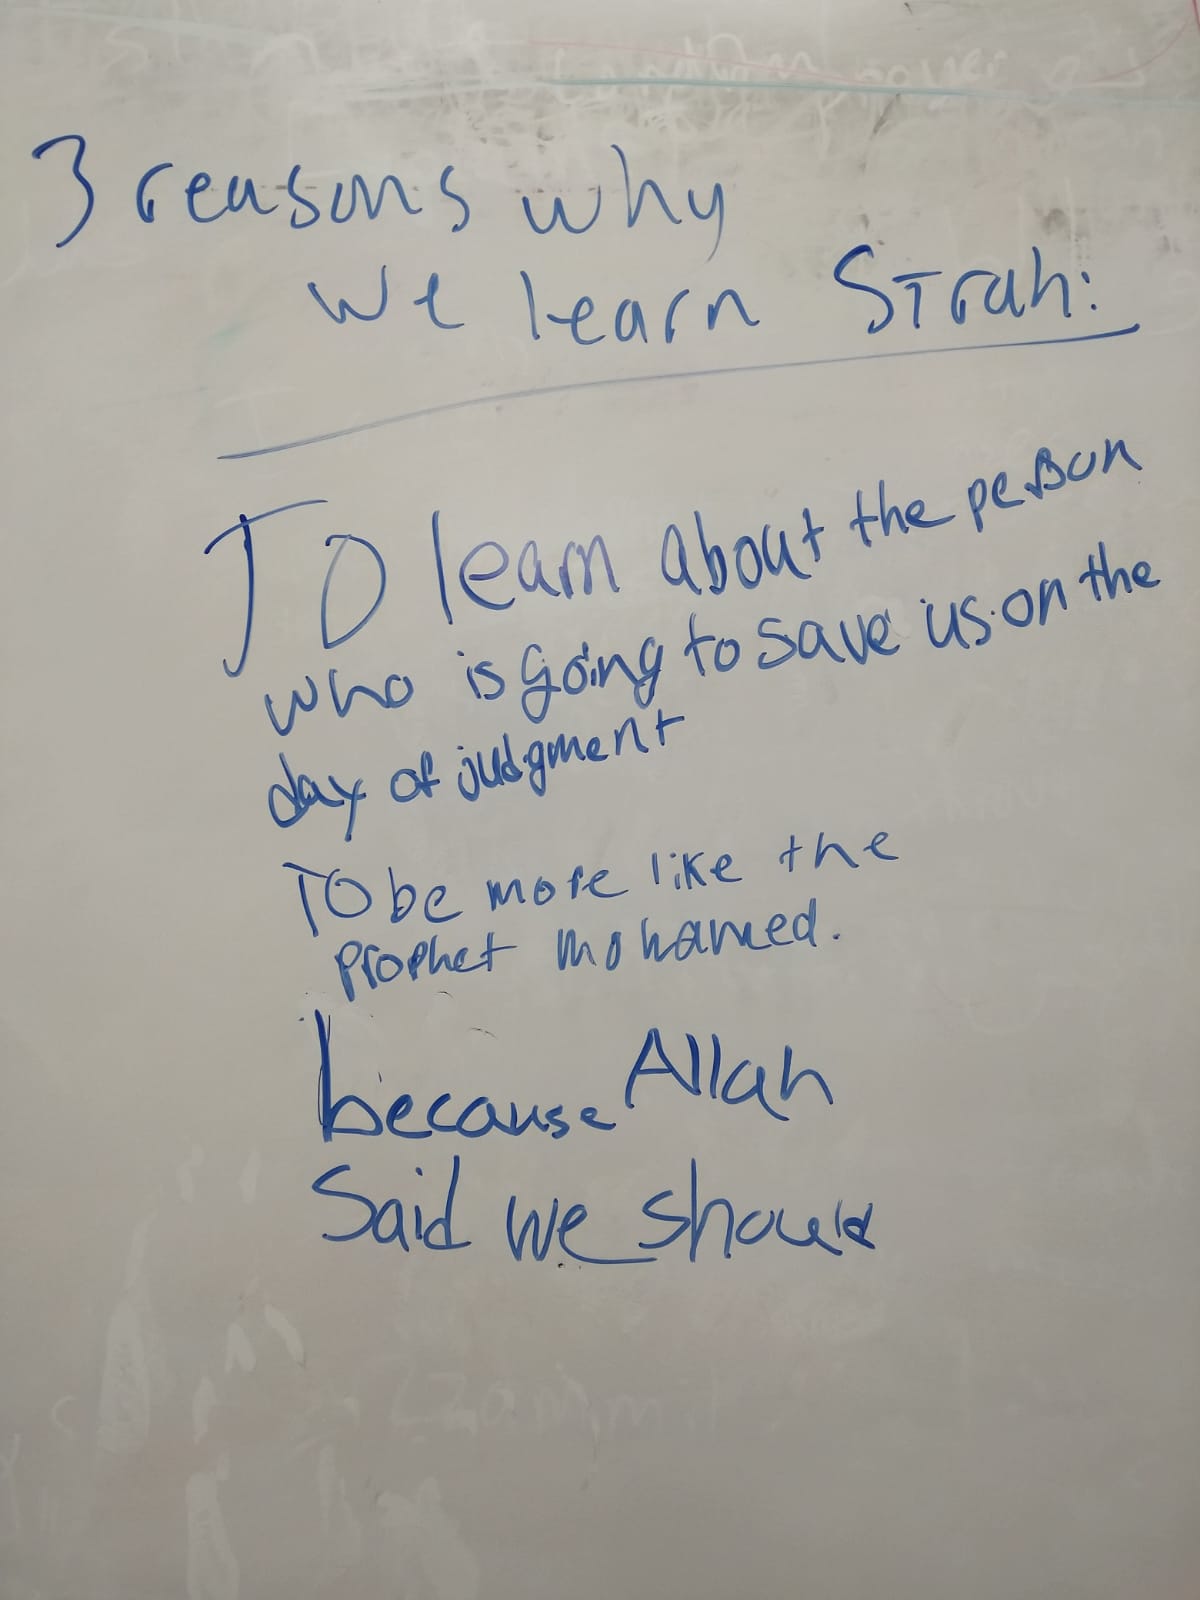 3 reasons why
we learn SIrah:
To learn about the person
who is going to save us on the
day of judgment
TO be more like the
prophet mohamed.
because Allah
Said we should